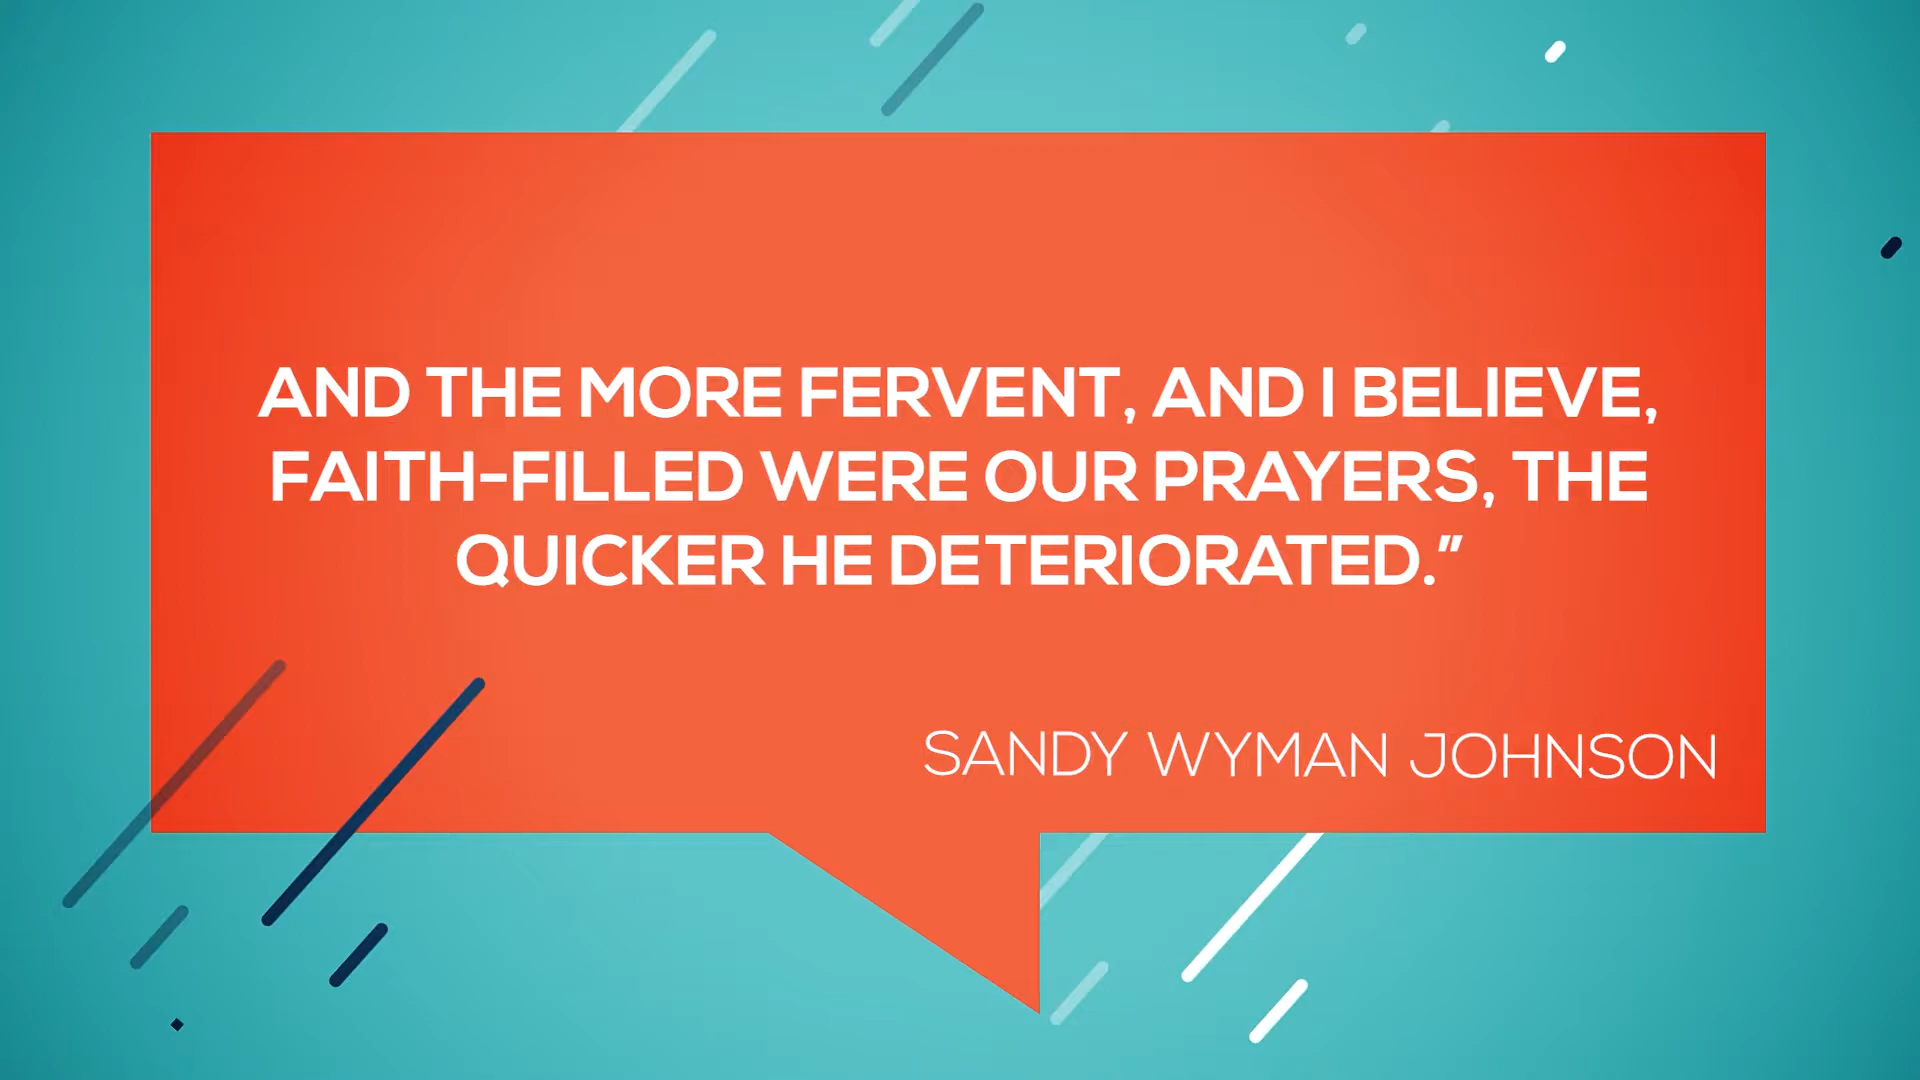 AND THE MORE FERVENT, AND I BELIEVE,
FAITH-FILLED WERE OUR PRAYERS, THE
QUICKER HE DETERIORATED.”
SANDY WYMAN JOHNSON